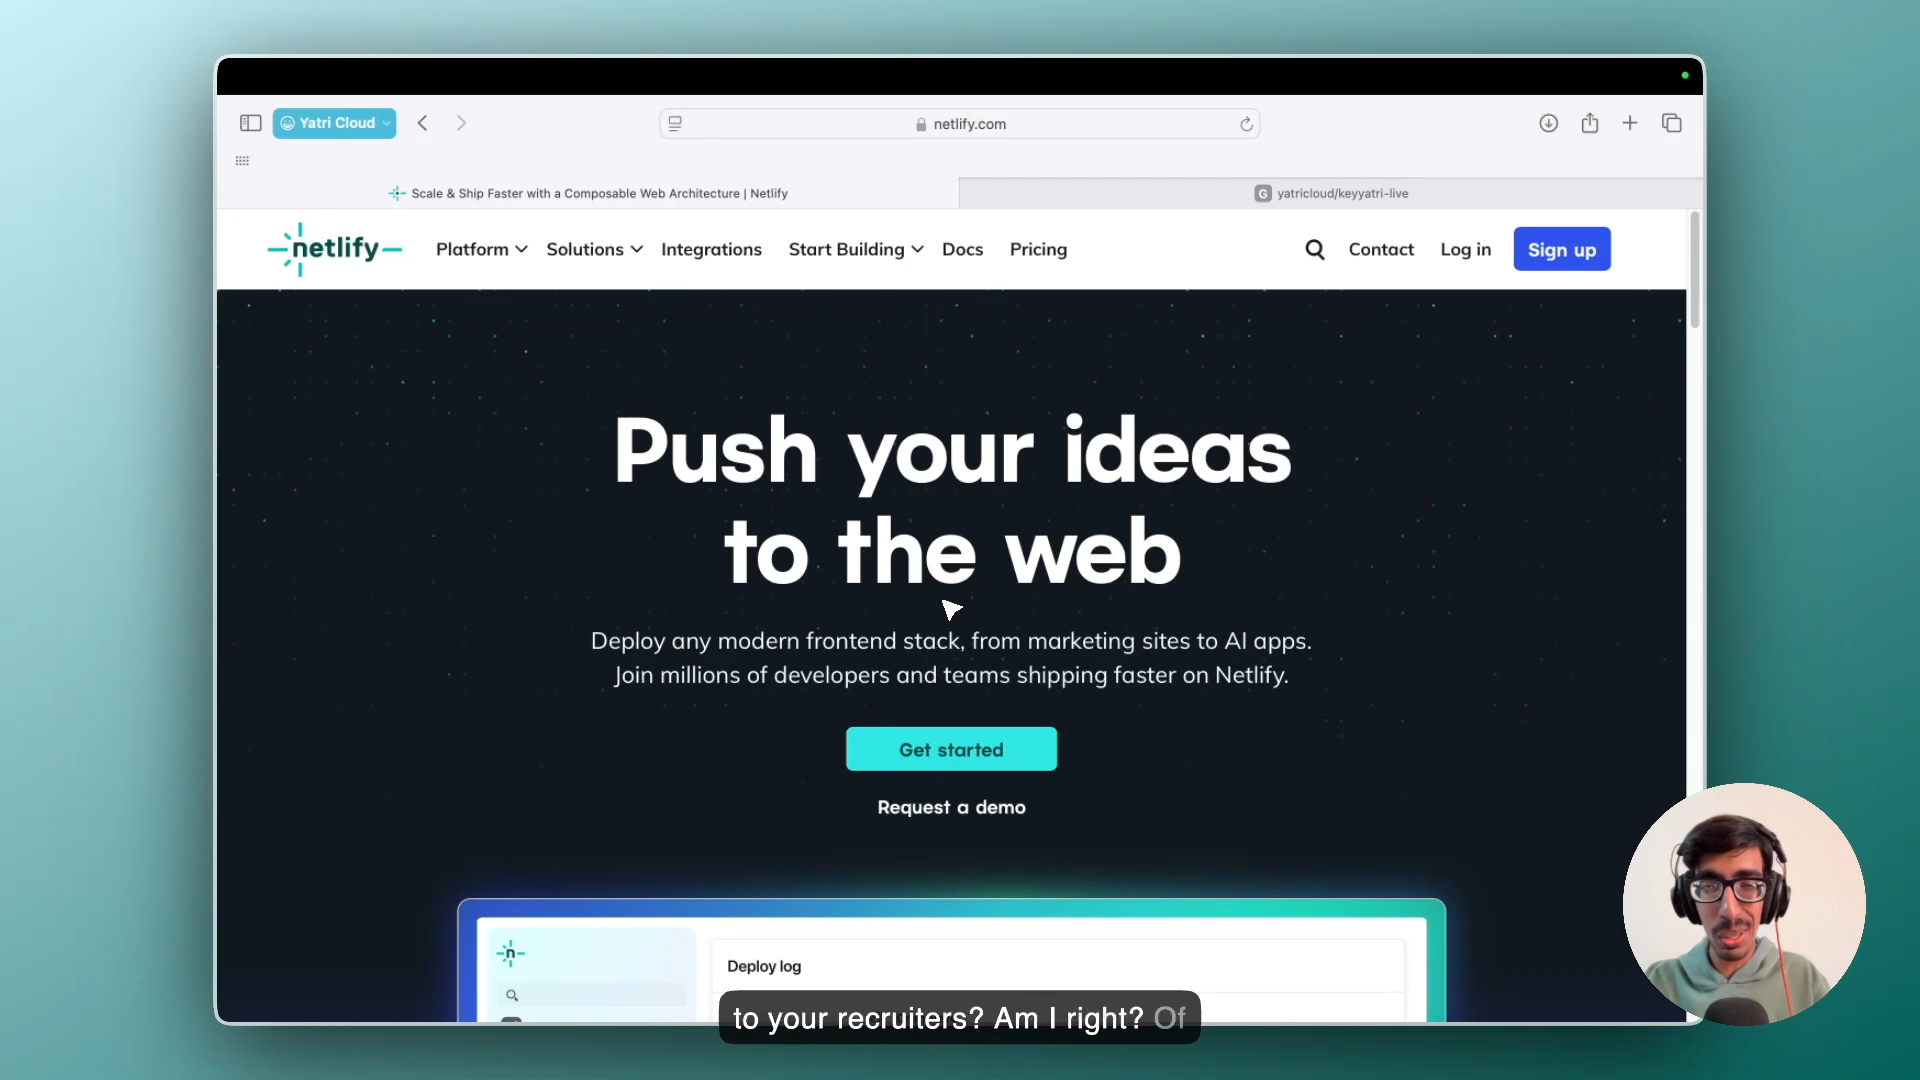 Yatri Cloud
netlify.com
Scale & Ship Faster with a Composable Web Architecture | Netlify
G yatricloud/keyyatri-live
netlify
Platform Solutions Integrations Start Building Docs Pricing
Contact Log in Sign up
Push your ideas
to the web
Deploy any modern frontend stack, from marketing sites to AI apps.
Join millions of developers and teams shipping faster on Netlify.
Get started
Request a demo
n
Deploy log
to your recruiters? Am I right? Of